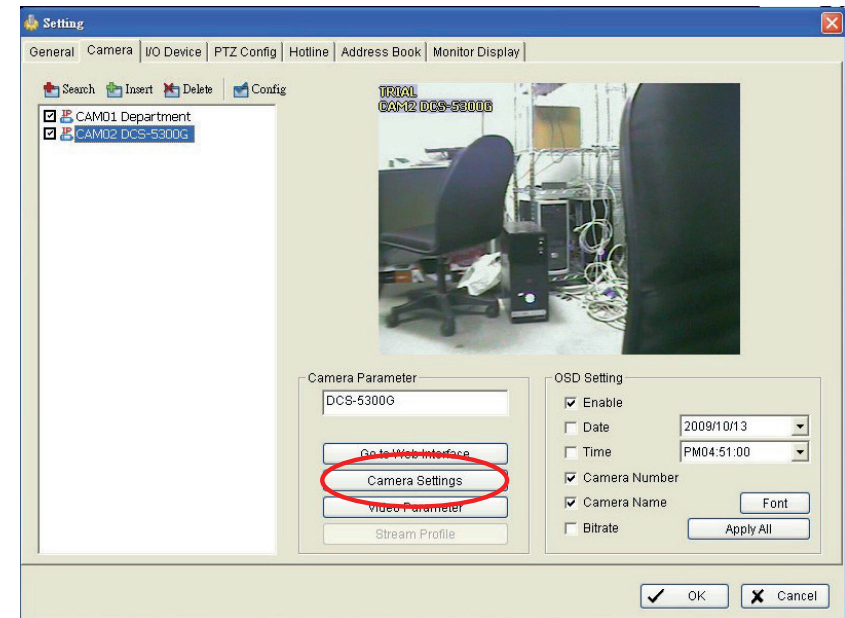 Setting
General Camera I/O Device PTZ Config Hotline Address Book Monitor Display
Search Insert Delete Config
IP CAM01 Department
IP CAM02 DCS-5300G
TRIAL
CAM2 DCS-5300G
Camera Parameter
DCS-5300G
Go to Web Interface
Camera Settings
Video Parameter
Stream Profile
OSD Setting
Enable
Date 2009/10/13
Time PM04:51:00
Camera Number
Camera Name Font
Bitrate Apply All
OK Cancel